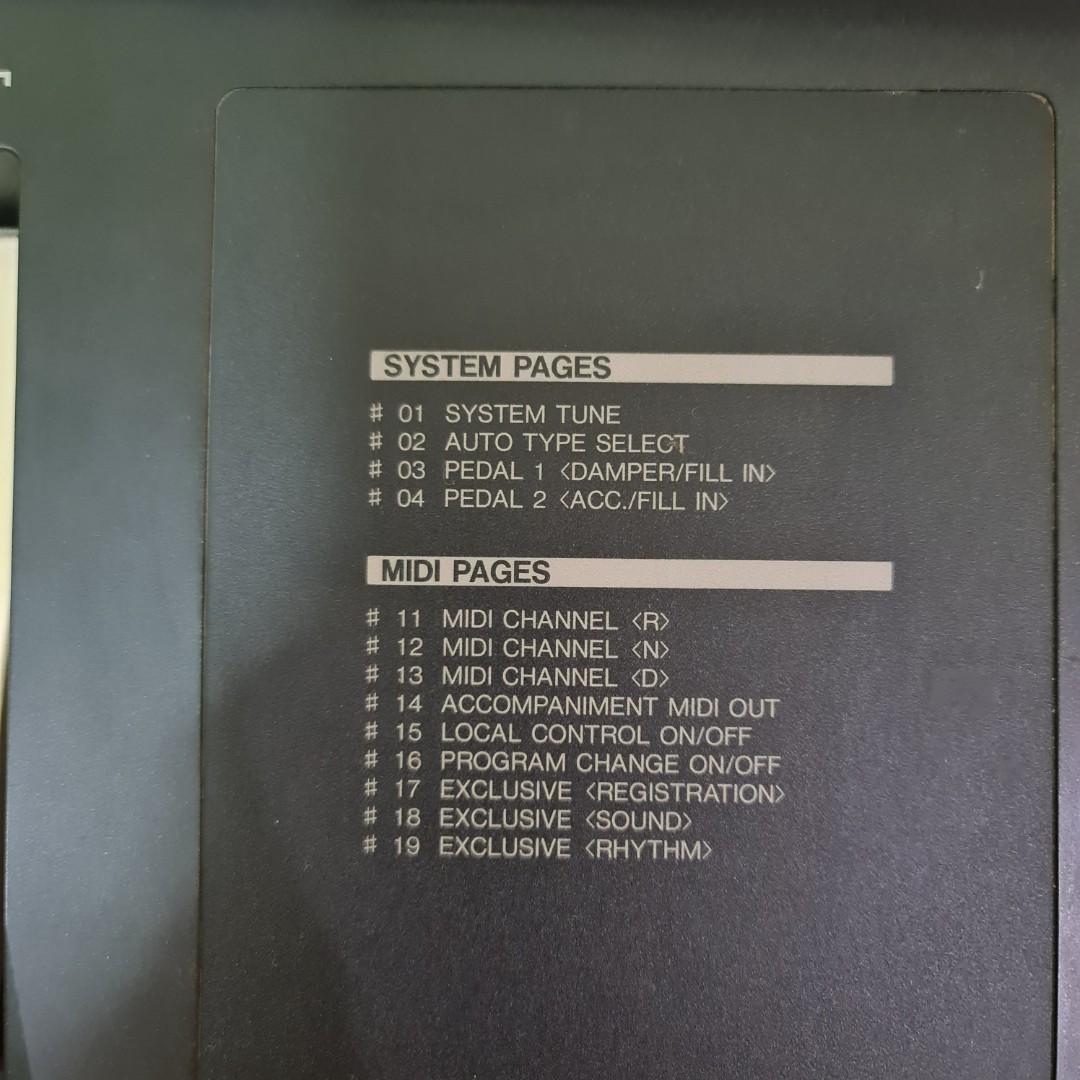 SYSTEM PAGES
# 01 SYSTEM TUNE
# 02 AUTO TYPE SELECT
# 03 PEDAL 1 <DAMPER/FILL IN>
# 04 PEDAL 2 <ACC./FILL IN>
MIDI PAGES
# 11 MIDI CHANNEL <R>
# 12 MIDI CHANNEL <N>
# 13 MIDI CHANNEL <D>
# 14 ACCOMPANIMENT MIDI OUT
# 15 LOCAL CONTROL ON/OFF
# 16 PROGRAM CHANGE ON/OFF
# 17 EXCLUSIVE <REGISTRATION>
# 18 EXCLUSIVE <SOUND>
# 19 EXCLUSIVE <RHYTHM>